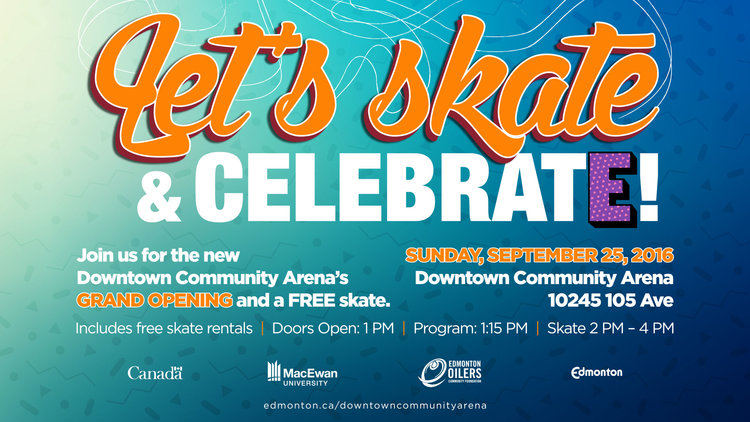 Let's skate
& CELEBRATE!
Join us for the new
Downtown Community Arena's
GRAND OPENING and a FREE skate.
SUNDAY, SEPTEMBER 25, 2016
Downtown Community Arena
10245 105 Ave
Includes free skate rentals | Doors Open: 1 PM | Program: 1:15 PM | Skate 2 PM – 4 PM
Canada
MacEwan
UNIVERSITY
EDMONTON
OILERS
COMMUNITY FOUNDATION
Edmonton
edmonton.ca/downtowncommunityarena